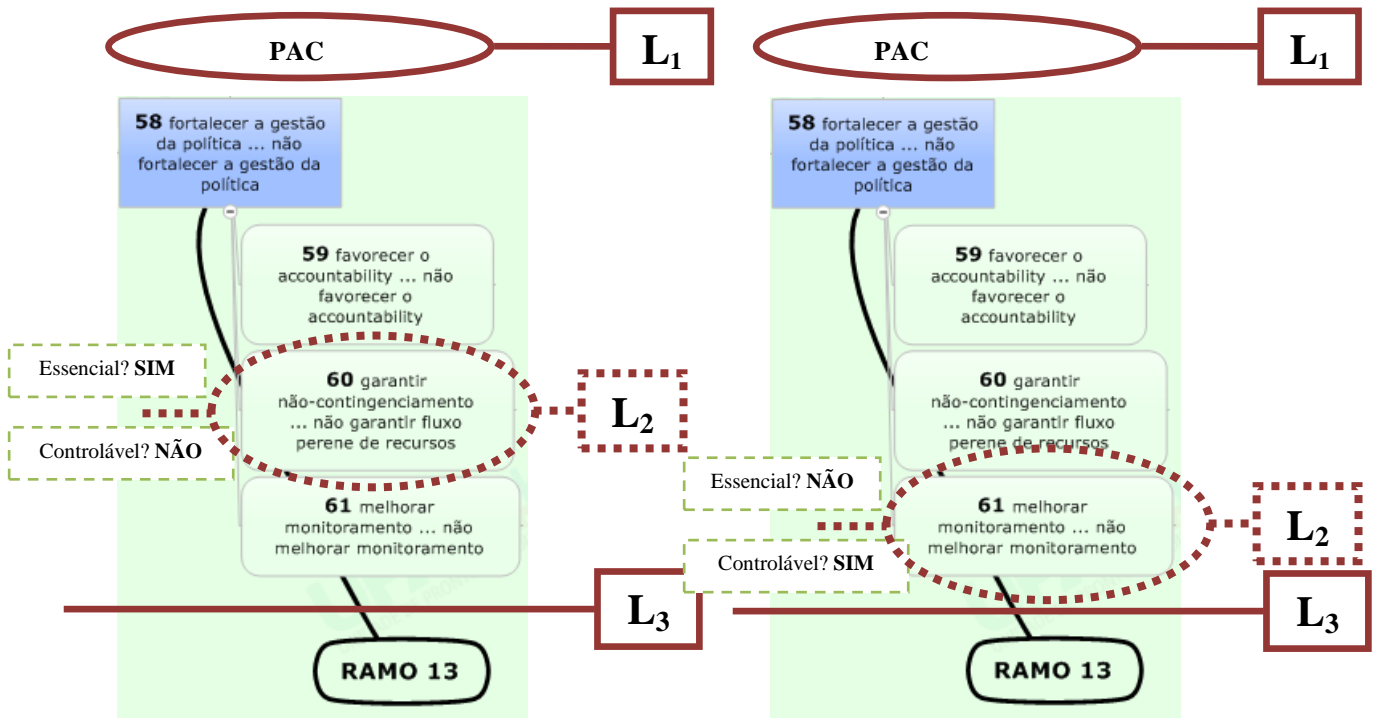 PAC
L₁
58 fortalecer a gestão
da política ... não
fortalecer a gestão da
política
59 favorecer o
accountability ... não
favorecer o
accountability
Essencial? SIM
Controlável? NÃO
60 garantir
não-contingenciamento
... não garantir fluxo
perene de recursos
L₂
61 melhorar
monitoramento ... não
melhorar monitoramento
L₃
RAMO 13
PAC
L₁
58 fortalecer a gestão
da política ... não
fortalecer a gestão da
política
59 favorecer o
accountability ... não
favorecer o
accountability
60 garantir
não-contingenciamento
... não garantir fluxo
perene de recursos
Essencial? NÃO
Controlável? SIM
61 melhorar
monitoramento ... não
melhorar monitoramento
L₂
L₃
RAMO 13